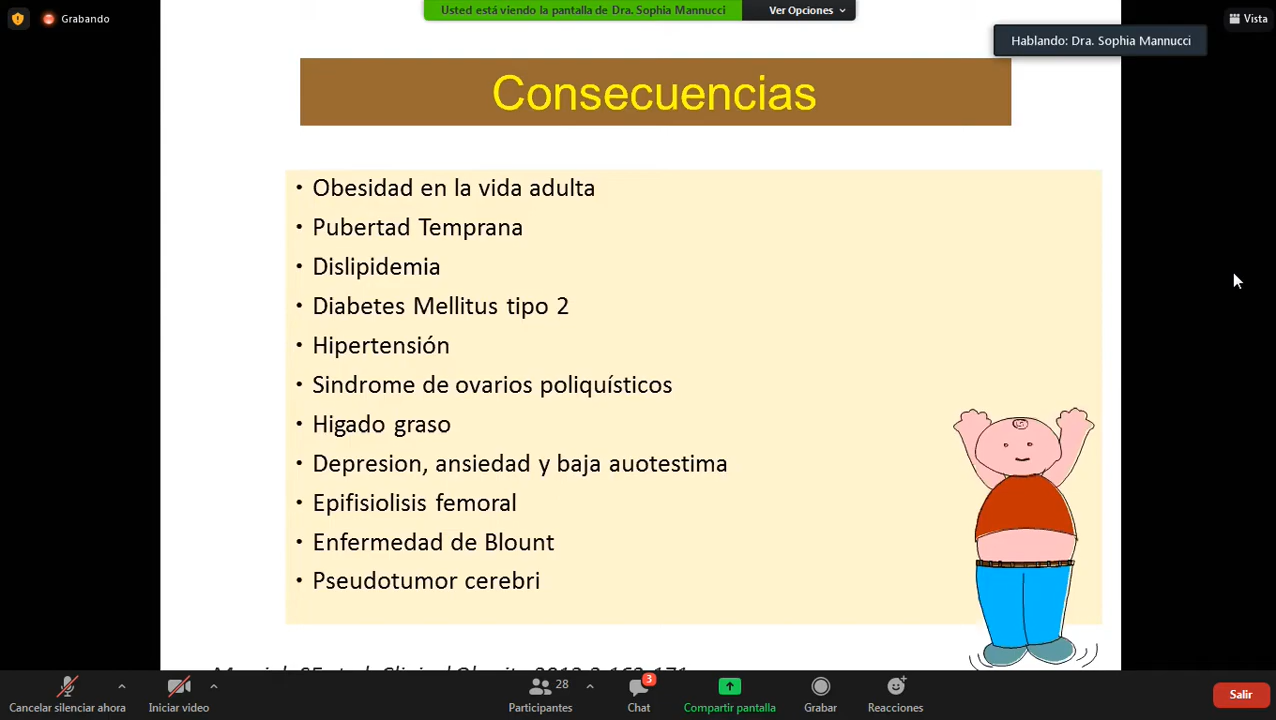 Grabando
Usted está viendo la pantalla de Dra. Sophia Mannucci
Ver Opciones
Vista
Hablando: Dra. Sophia Mannucci
Consecuencias
• Obesidad en la vida adulta
• Pubertad Temprana
• Dislipidemia
• Diabetes Mellitus tipo 2
• Hipertensión
• Sindrome de ovarios poliquísticos
• Higado graso
• Depresion, ansiedad y baja auotestima
• Epifisiolisis femoral
• Enfermedad de Blount
• Pseudotumor cerebri
Cancelar silenciar ahora
Iniciar video
28
Participantes
3
Chat
Compartir pantalla
Grabar
Reacciones
Salir